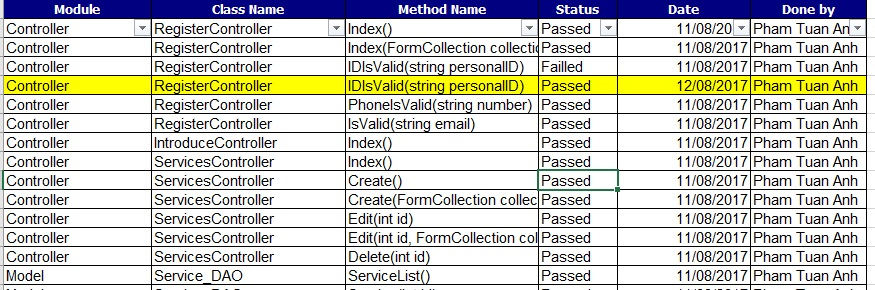 Module Class Name Method Name Status Date Done by
Controller RegisterController Index() Passed 11/08/20 Pham Tuan An
Controller RegisterController Index(FormCollection collectio Passed 11/08/2017 Pham Tuan Anh
Controller RegisterController IDIsValid(string personalID) Failled 11/08/2017 Pham Tuan Anh
Controller RegisterController IDIsValid(string personalID) Passed 12/08/2017 Pham Tuan Anh
Controller RegisterController PhoneIsValid(string number) Passed 11/08/2017 Pham Tuan Anh
Controller RegisterController IsValid(string email) Passed 11/08/2017 Pham Tuan Anh
Controller IntroduceController Index() Passed 11/08/2017 Pham Tuan Anh
Controller ServicesController Index() Passed 11/08/2017 Pham Tuan Anh
Controller ServicesController Create() Passed 11/08/2017 Pham Tuan Anh
Controller ServicesController Create(FormCollection collec Passed 11/08/2017 Pham Tuan Anh
Controller ServicesController Edit(int id) Passed 11/08/2017 Pham Tuan Anh
Controller ServicesController Edit(int id, FormCollection col Passed 11/08/2017 Pham Tuan Anh
Controller ServicesController Delete(int id) Passed 11/08/2017 Pham Tuan Anh
Model Service_DAO ServiceList() Passed 11/08/2017 Pham Tuan Anh